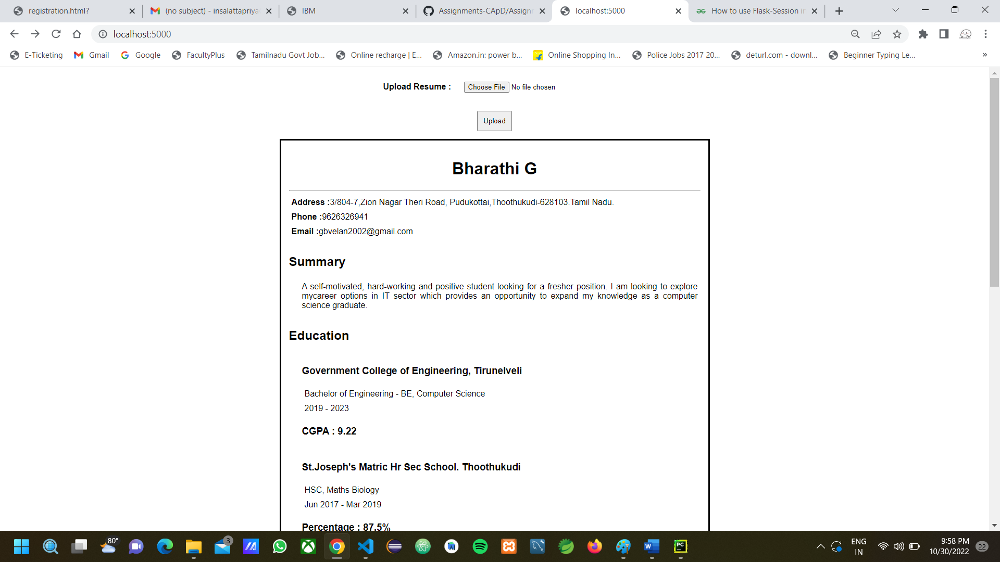 registration.html?
(no subject) - insalattapriya
IBM
Assignments-CApD/Assignm
localhost:5000
How to use Flask-Session in
localhost:5000
E-Ticketing
Gmail
Google
FacultyPlus
Tamilnadu Govt Job...
Online recharge | E...
Amazon.in: power b...
Online Shopping In...
Police Jobs 2017 20...
deturl.com - downl...
Beginner Typing Le...
Upload Resume :
Choose File No file chosen
Upload
Bharathi G
Address :3/804-7,Zion Nagar Theri Road, Pudukottai,Thoothukudi-628103.Tamil Nadu.
Phone :9626326941
Email :gbvelan2002@gmail.com
Summary
A self-motivated, hard-working and positive student looking for a fresher position. I am looking to explore
mycareer options in IT sector which provides an opportunity to expand my knowledge as a computer
science graduate.
Education
Government College of Engineering, Tirunelveli
Bachelor of Engineering - BE, Computer Science
2019 - 2023
CGPA : 9.22
St.Joseph's Matric Hr Sec School. Thoothukudi
HSC, Maths Biology
Jun 2017 - Mar 2019
Percentage : 87.5%
80°
3
W
PC
ENG
IN
9:58 PM
10/30/2022
22